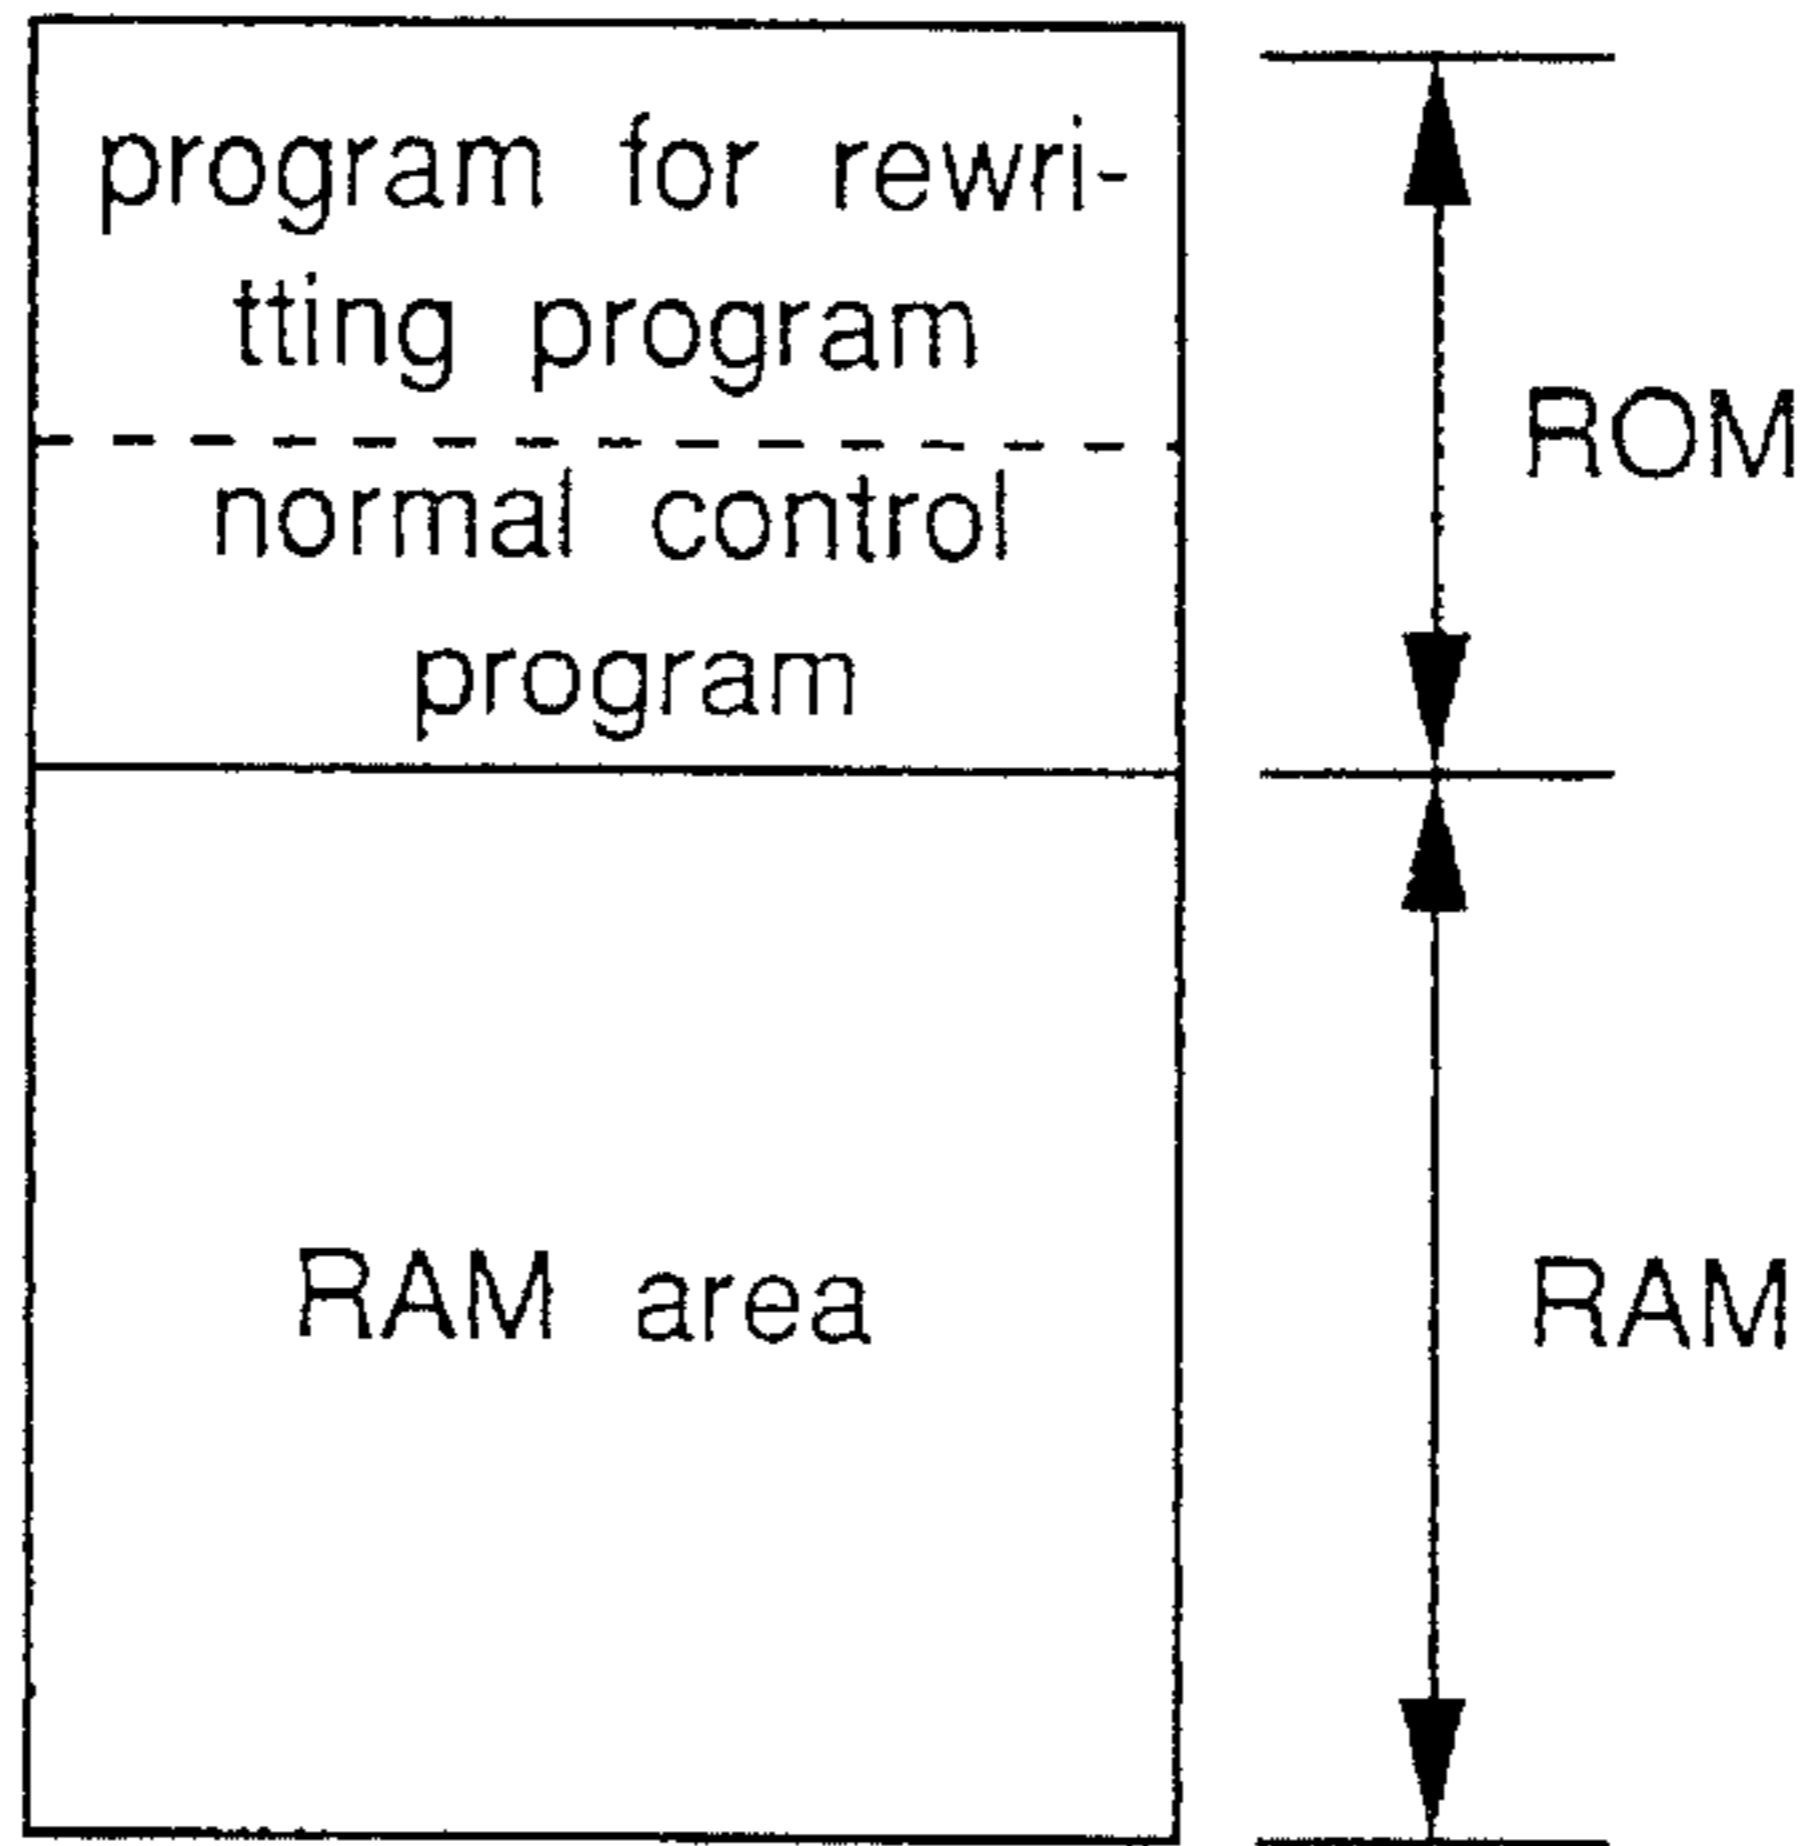 program for rewri-
tting program
normal control
program
ROM
RAM area
RAM